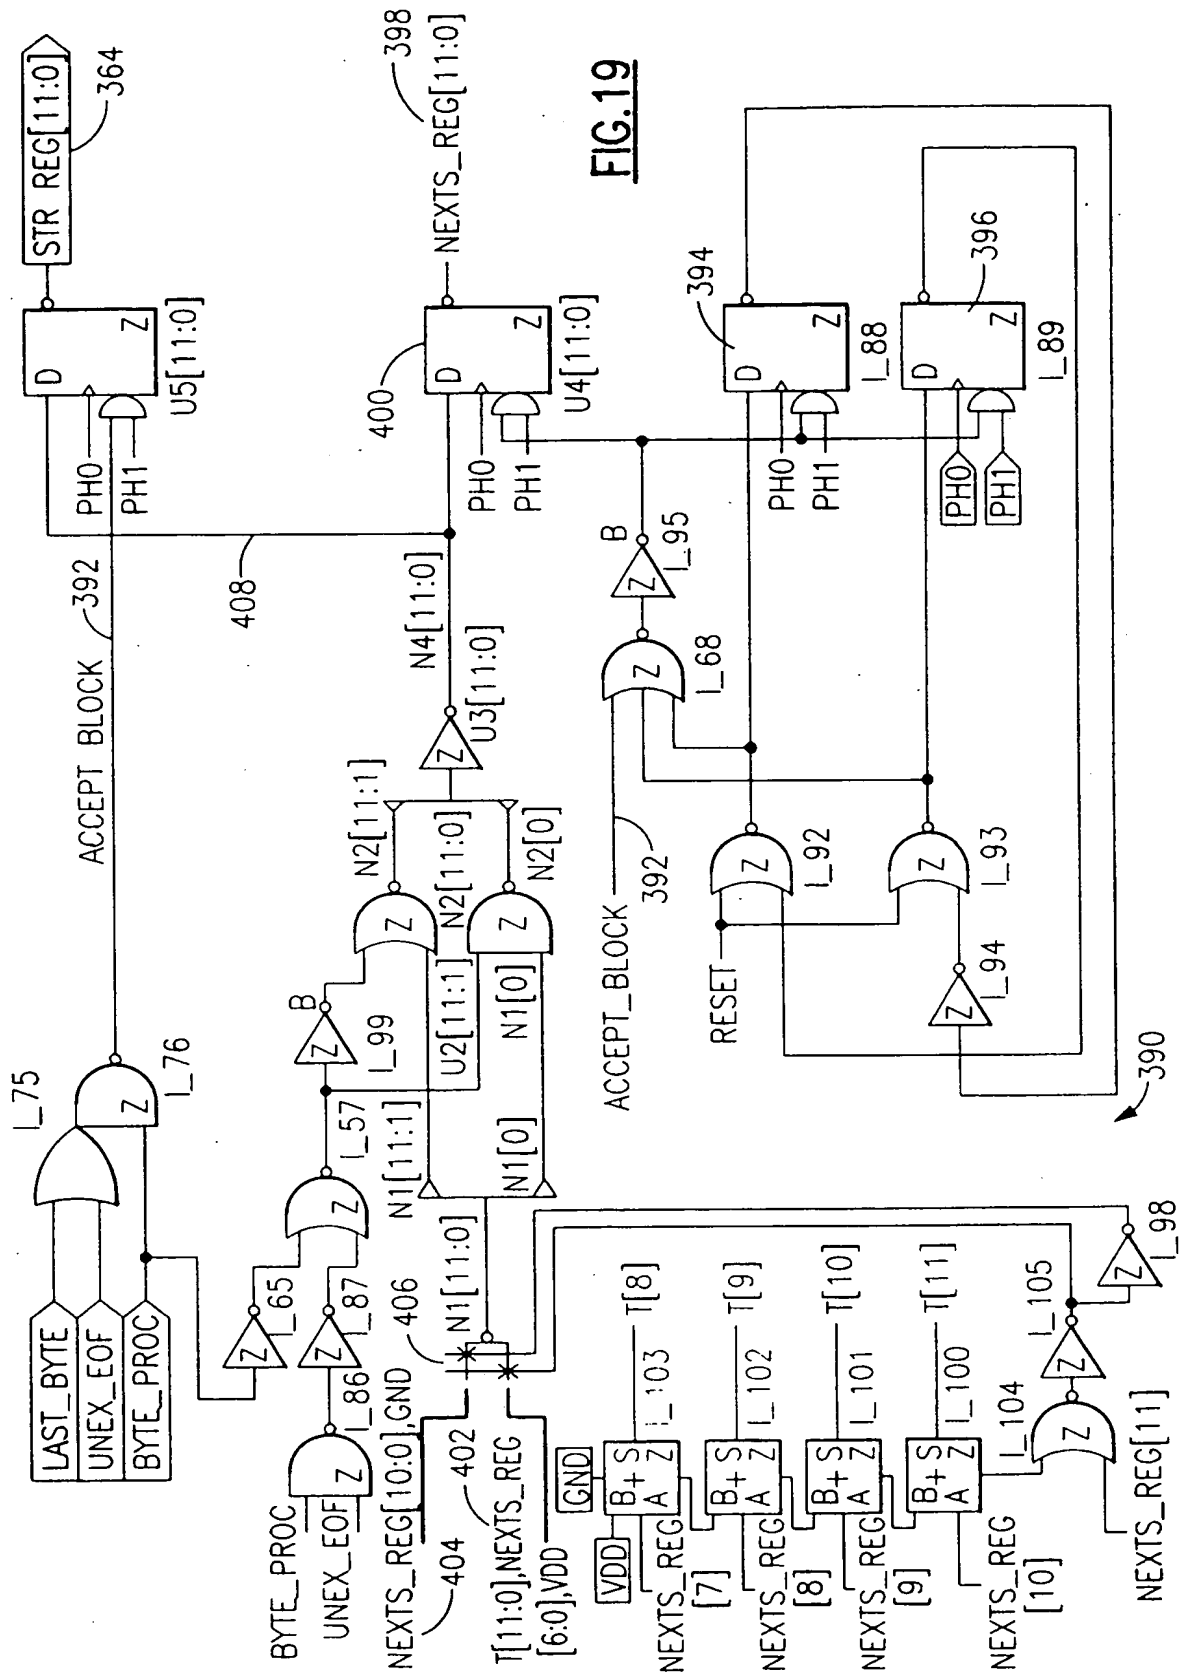 LAST_BYTE
UNEX_EOF
BYTE_PROC
I_75
Z
I_76
ACCEPT BLOCK
392
D
PH0
PH1
Z
U5[11:0]
STR REG[11:0]
364
408
BYTE_PROC
UNEX_EOF
Z
I_86
Z
I_65
Z
I_87
Z
I_57
Z
B
I_99
N1[11:1]
U2[11:1]
N1[0]
N1[0]
Z
N2[11:1]
N2[11:0]
Z
N2[0]
Z
U3[11:0]
N4[11:0]
D
PH0
PH1
Z
U4[11:0]
400
NEXTS_REG[11:0]
398
NEXTS_REG[10:0],GND
404
T[11:0],NEXTS_REG
[6:0],VDD
402
406
N1[11:0]
VDD
GND
B+S
A Z
I_103
T[8]
NEXTS_REG
[7]
B+S
A Z
I_102
T[9]
NEXTS_REG
[8]
B+S
A Z
I_101
T[10]
NEXTS_REG
[9]
B+S
A Z
I_100
T[11]
NEXTS_REG
[10]
NEXTS_REG[11]
Z
I_104
Z
I_105
Z
I_98
ACCEPT_BLOCK
392
Z
I_68
Z
B
I_95
RESET
Z
I_92
Z
I_93
Z
I_94
D
PH0
PH1
Z
I_88
394
D
PH0
PH1
Z
I_89
396
390
FIG.19